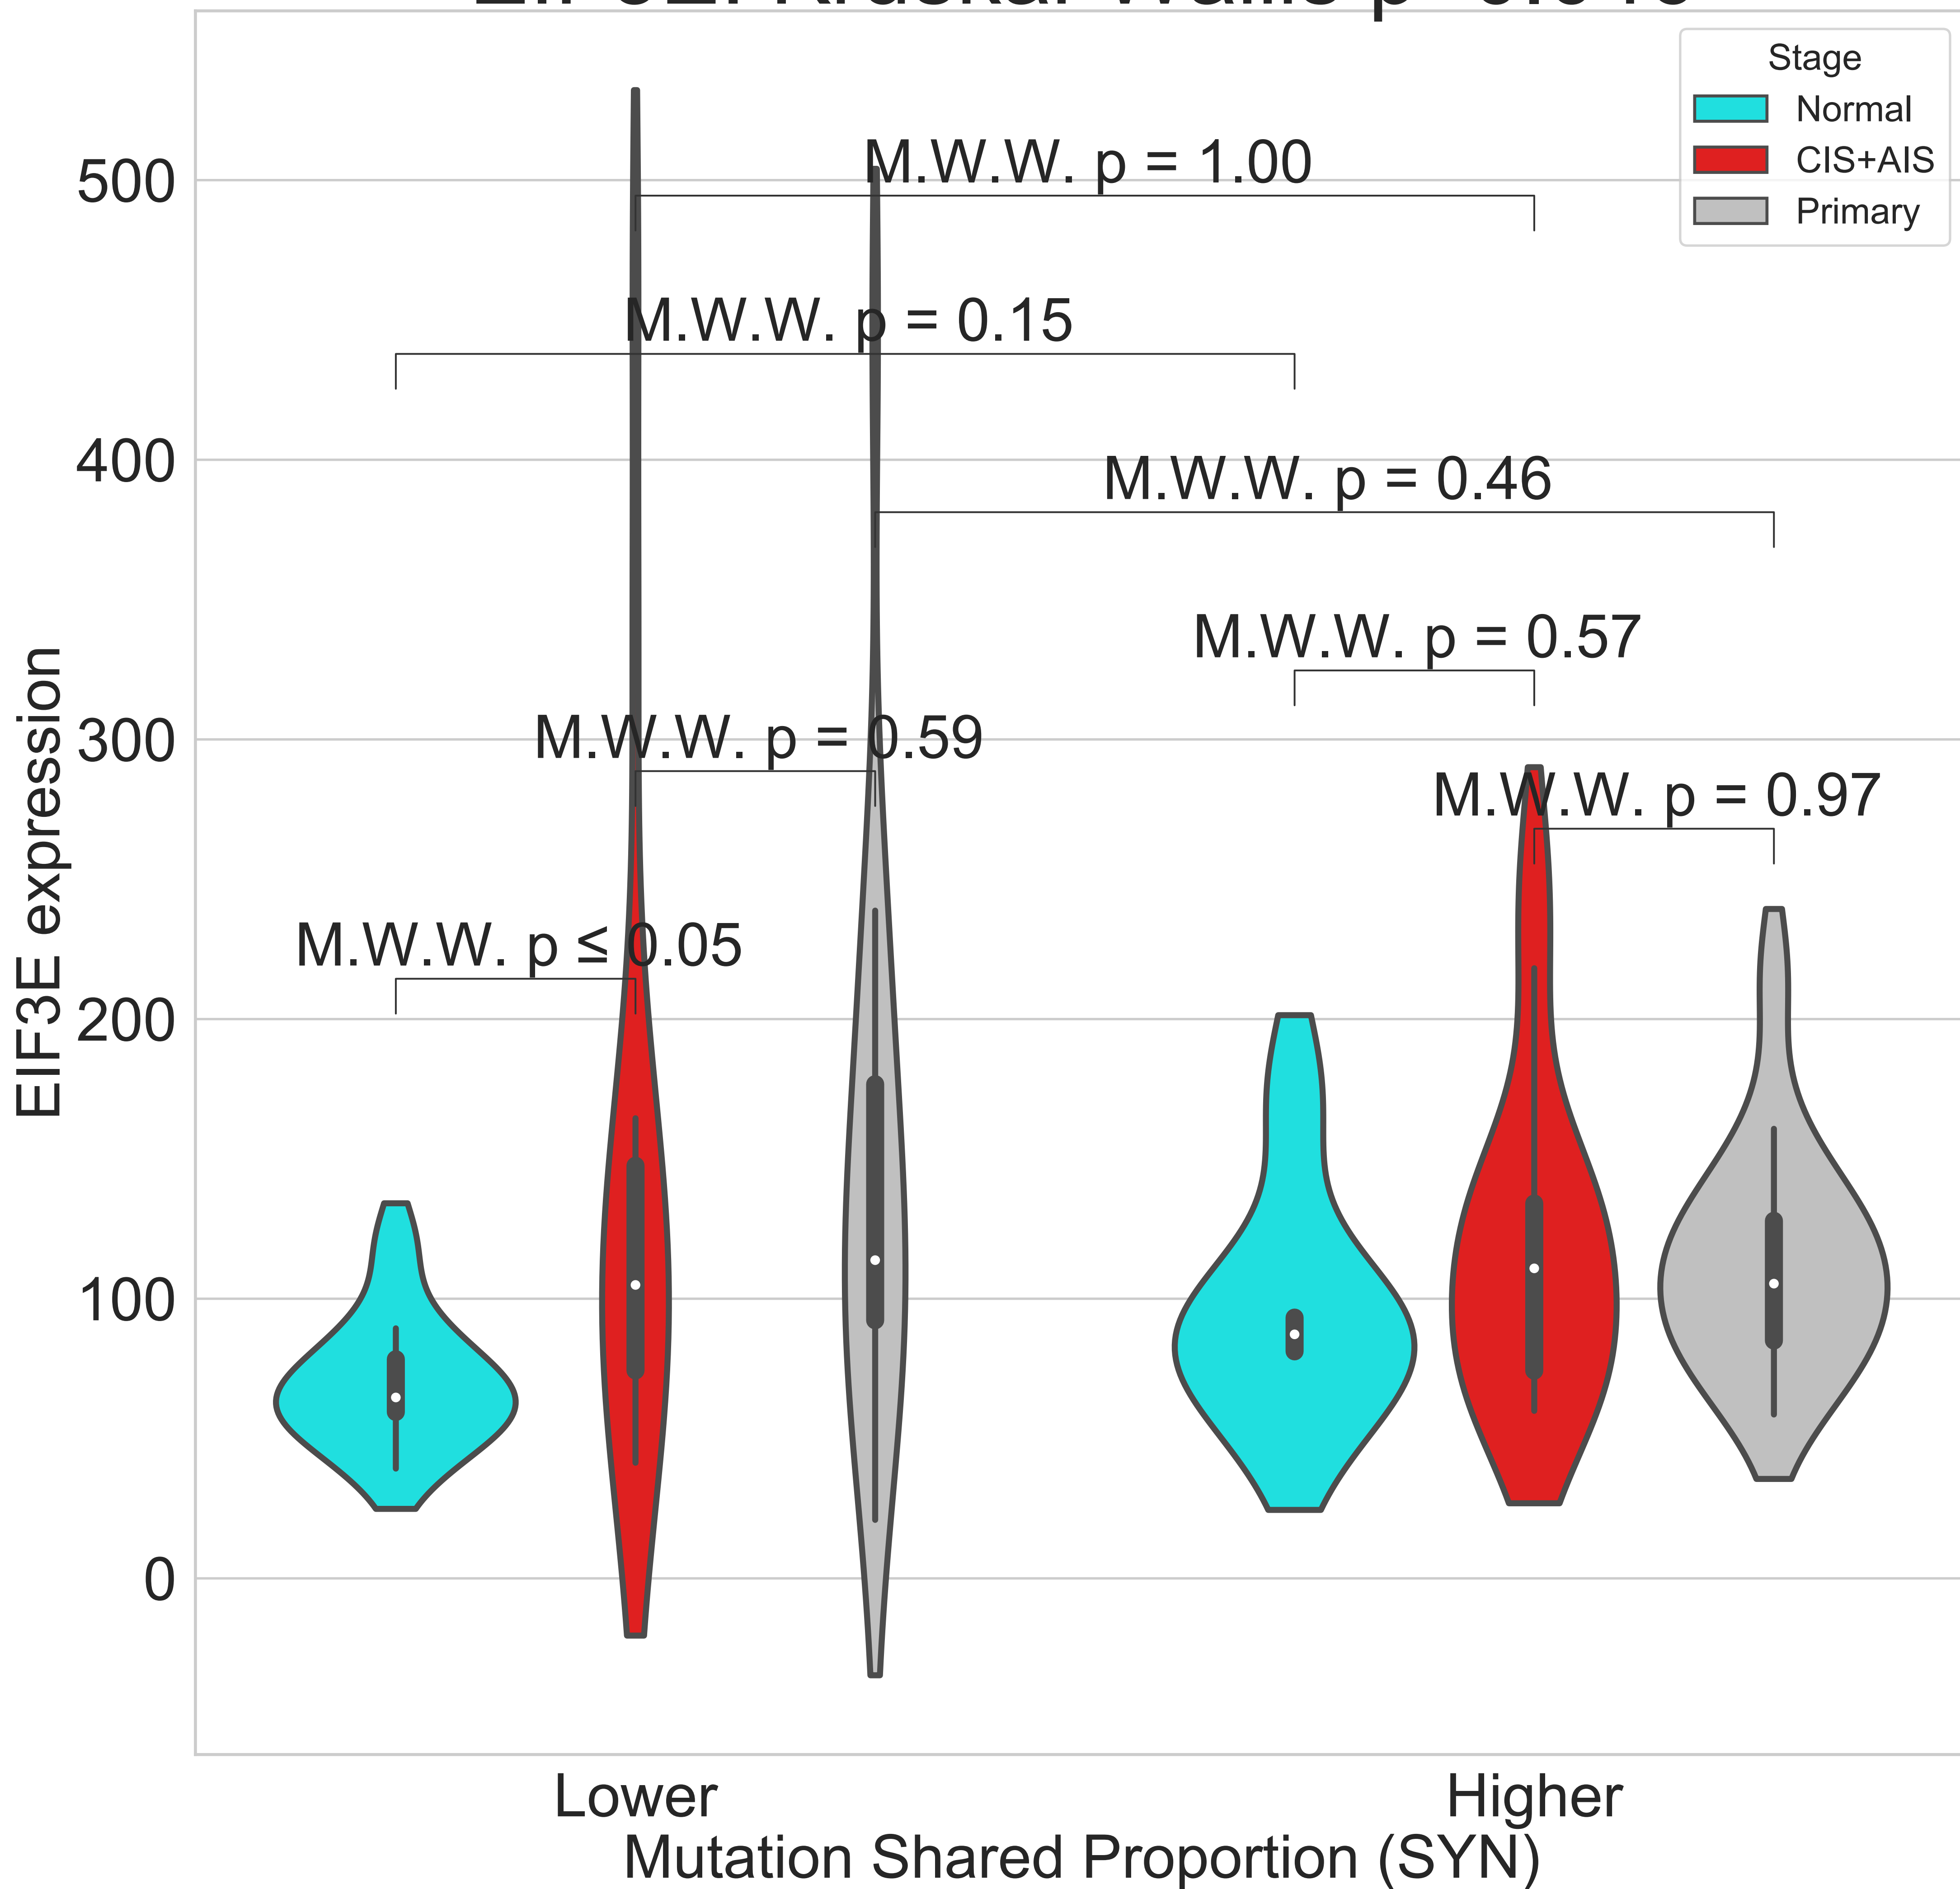 Stage
Normal
CIS+AIS
Primary
M.W.W. p = 1.00
M.W.W. p = 0.15
M.W.W. p = 0.46
M.W.W. p = 0.57
M.W.W. p = 0.59
M.W.W. p = 0.97
M.W.W. p ≤ 0.05
500
400
300
200
100
0
EIF3E expression
Lower
Higher
Mutation Shared Proportion (SYN)